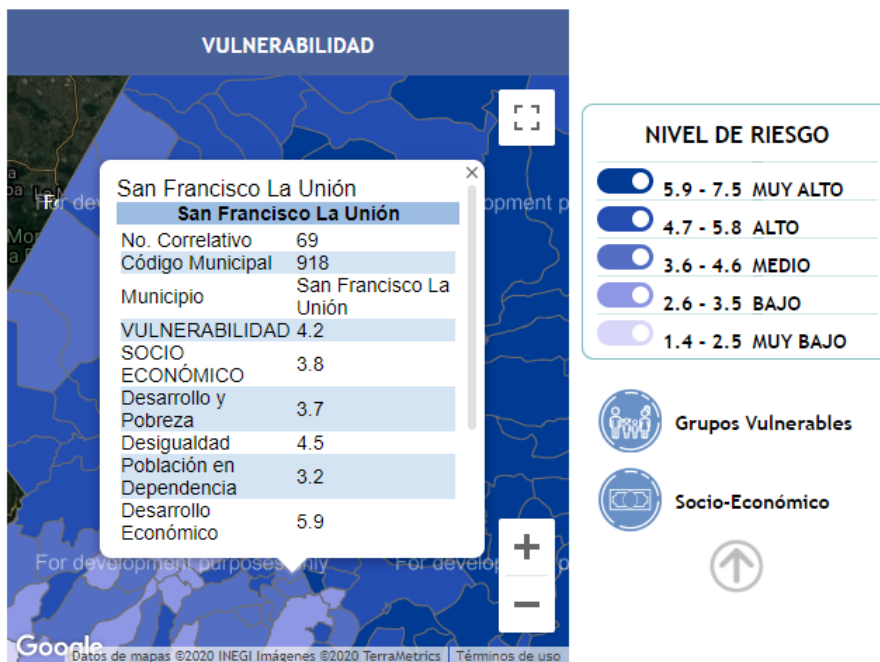 VULNERABILIDAD
San Francisco La Unión
San Francisco La Unión
No. Correlativo 69
Código Municipal 918
Municipio San Francisco La
Unión
VULNERABILIDAD 4.2
SOCIO
ECONÓMICO 3.8
Desarrollo y
Pobreza 3.7
Desigualdad 4.5
Población en
Dependencia 3.2
Desarrollo
Económico 5.9
For development purposes only
For develop
Google
Datos de mapas ©2020 INEGI Imágenes ©2020 TerraMetrics
Términos de uso
NIVEL DE RIESGO
5.9 - 7.5 MUY ALTO
4.7 - 5.8 ALTO
3.6 - 4.6 MEDIO
2.6 - 3.5 BAJO
1.4 - 2.5 MUY BAJO
Grupos Vulnerables
Socio-Económico